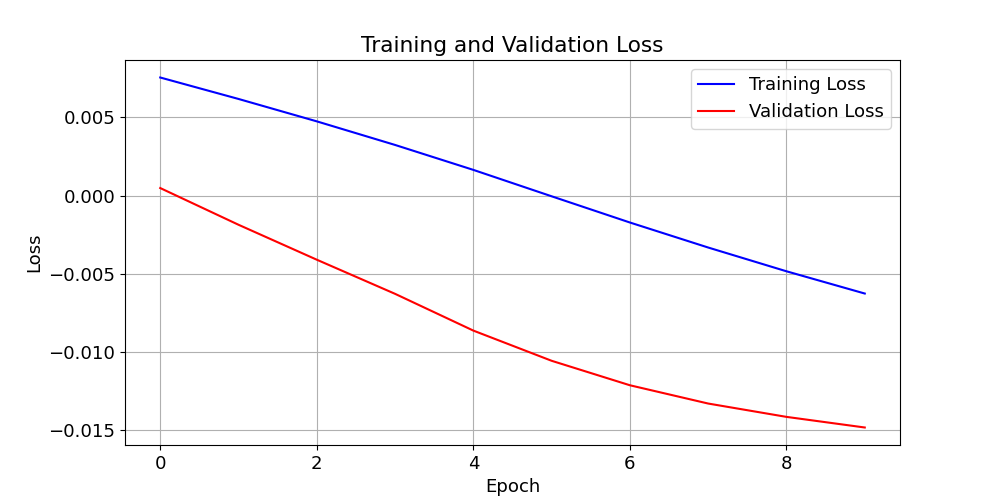 Training and Validation Loss
Training Loss
Validation Loss
0.005
0.000
−0.005
−0.010
−0.015
Loss
0 2 4 6 8
Epoch